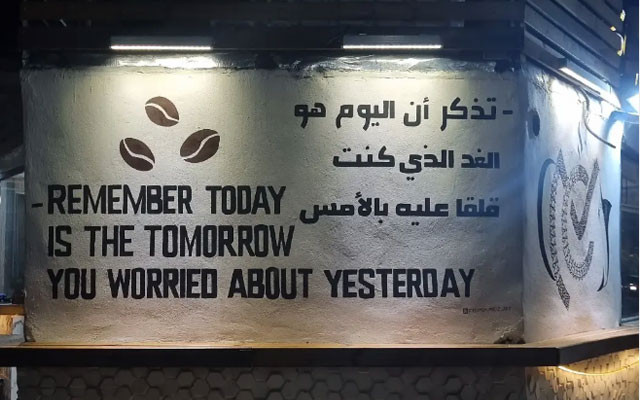 - تذكر أن اليوم هو
الغد الذي كنت
قلقا عليه بالأمس
-REMEMBER TODAY
IS THE TOMORROW
YOU WORRIED ABOUT YESTERDAY